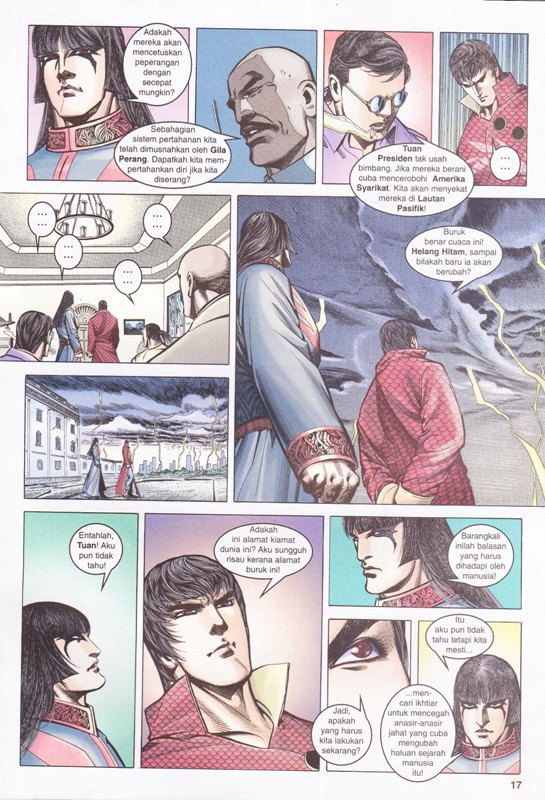 Adakah
mereka akan
mencetuskan
peperangan
dengan
secepat
mungkin?
Sebahagian
sistem pertahanan kita
telah dimusnahkan oleh Gila
Perang. Dapatkah kita mem-
pertahankan diri jika kita
diserang?
Tuan
Presiden tak usah
bimbang. Jika mereka berani
cuba mencerobohi Amerika
Syarikat. Kita akan menyekat
mereka di Lautan
Pasifik!
...
...
...
...
...
...
...
...
...
...
Buruk
benar cuaca ini!
Helang Hitam, sampai
bilakah baru ia akan
berubah?
Entahlah,
Tuan! Aku
pun tidak
tahu!
Adakah
ini alamat kiamat
dunia ini? Aku sungguh
risau kerana alamat
buruk ini!
Barangkali
inilah balasan
yang harus
dihadapi oleh
manusia!
Jadi,
apakah
yang harus
kita lakukan
sekarang?
Itu
aku pun tidak
tahu tetapi kita
mesti...
...men-
cari ikhtiar
untuk mencegah
anasir-anasir
jahat yang cuba
mengubah
haluan sejarah
manusia
itu!
17